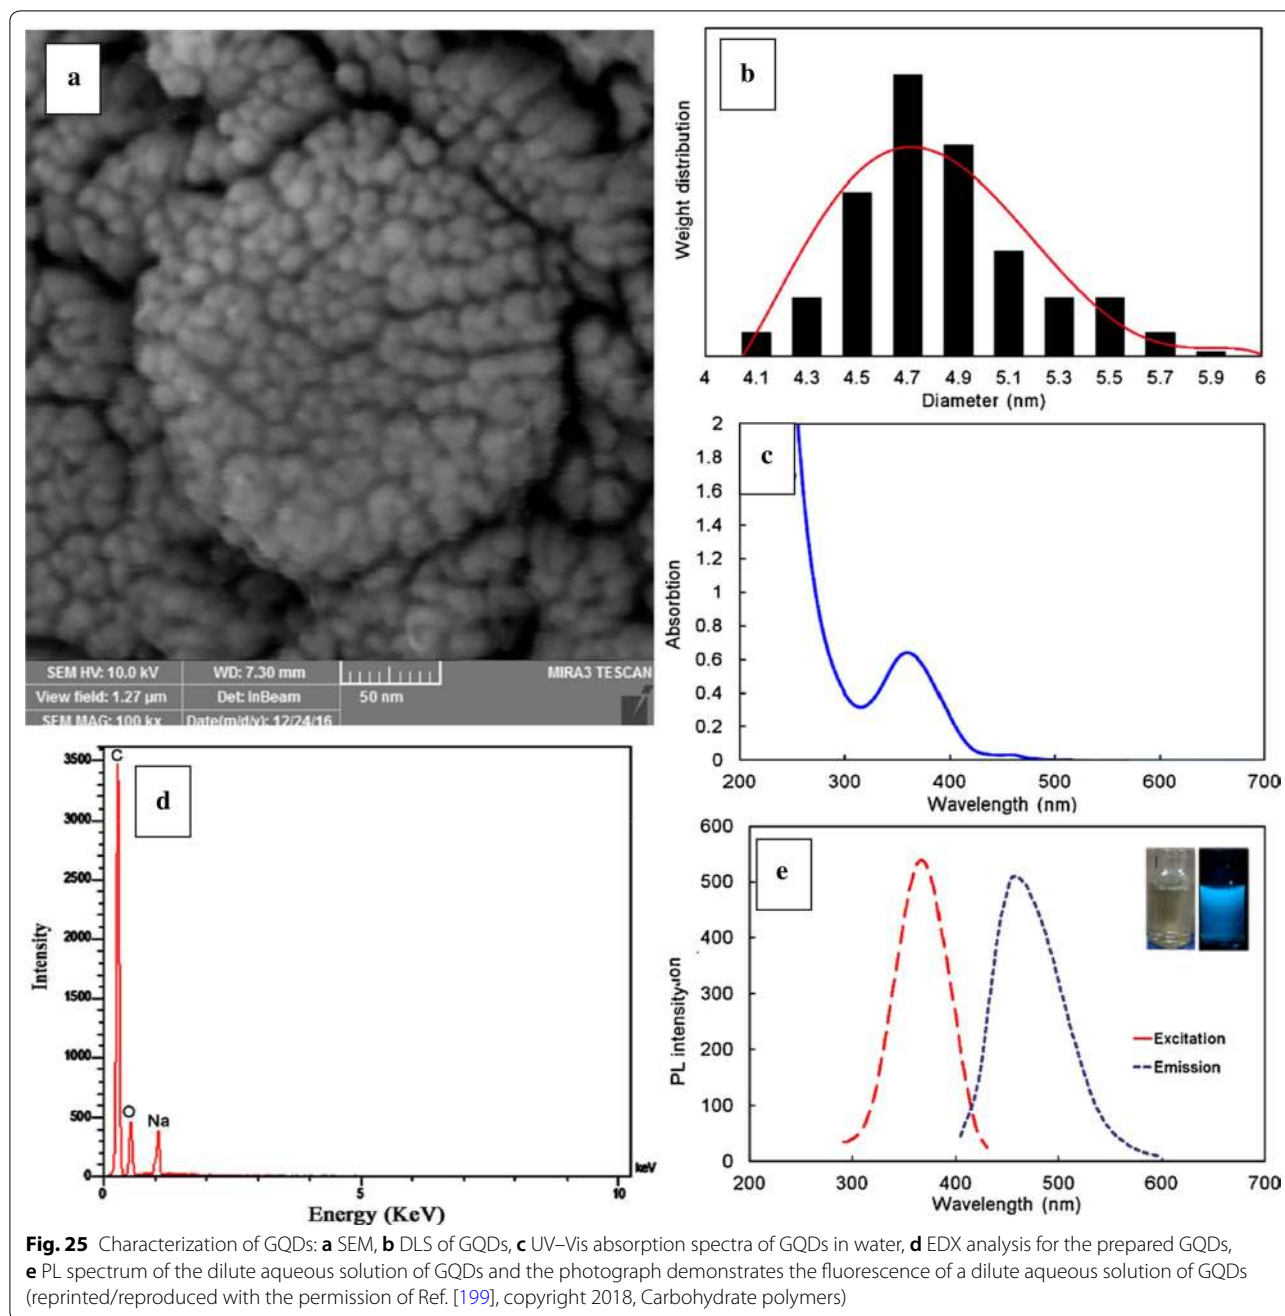 a
SEM HV: 10.0 kV
WD: 7.30 mm
MIRA3 TESCAN
View field: 1.27 µm
Det: InBeam
50 nm
SEM MAG: 100 kx
Date(m/d/y): 12/24/16
b
Weight distribution
4 4.1 4.3 4.5 4.7 4.9 5.1 5.3 5.5 5.7 5.9 6
Diameter (nm)
c
Absorbtion
2
1.8
1.6
1.4
1.2
1
0.8
0.6
0.4
0.2
0
200 300 400 500 600 700
Wavelength (nm)
d
Intensity
3500
3000
2500
2000
1500
1000
500
0
C
O
Na
keV
0 5 10
Energy (KeV)
e
PL intensity
600
500
400
300
200
100
0
Excitation
Emission
200 300 400 500 600 700
Wavelength (nm)
Fig. 25 Characterization of GQDs: a SEM, b DLS of GQDs, c UV–Vis absorption spectra of GQDs in water, d EDX analysis for the prepared GQDs,
e PL spectrum of the dilute aqueous solution of GQDs and the photograph demonstrates the fluorescence of a dilute aqueous solution of GQDs
(reprinted/reproduced with the permission of Ref. [199], copyright 2018, Carbohydrate polymers)